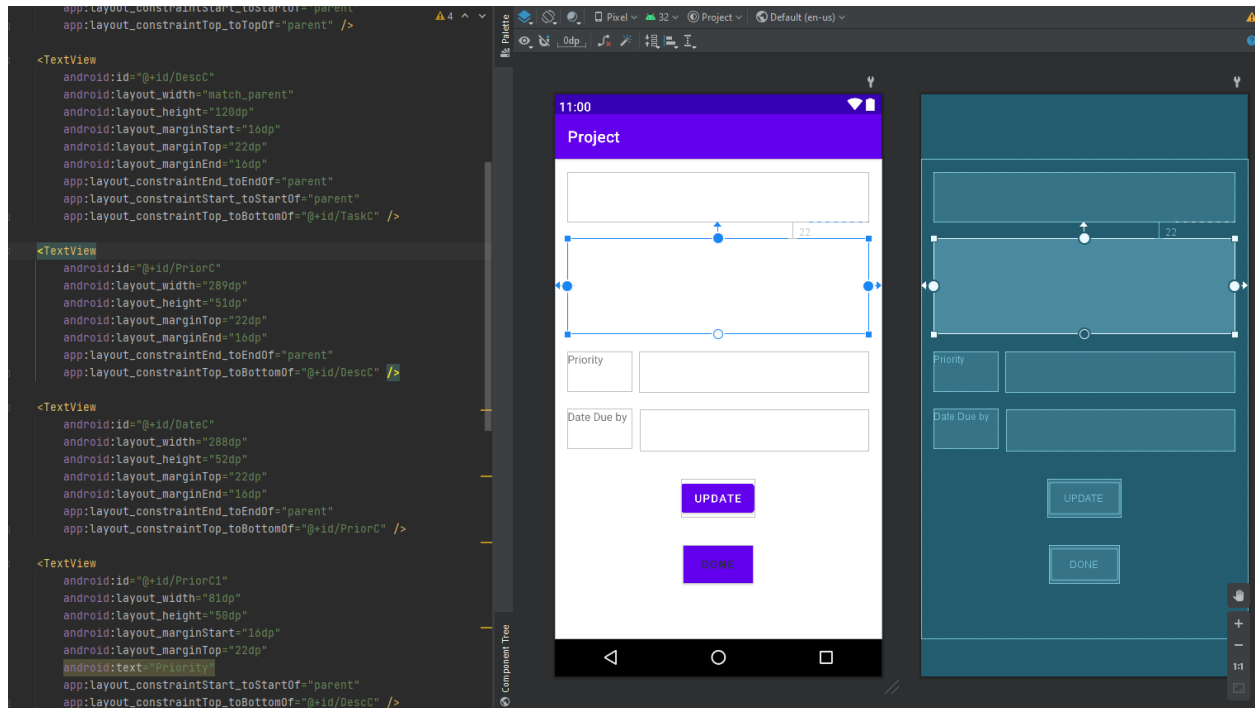 app:layout_constraintStart_toStartOf="parent"
app:layout_constraintTop_toTopOf="parent" />
<TextView
android:id="@+id/DescC"
android:layout_width="match_parent"
android:layout_height="120dp"
android:layout_marginStart="16dp"
android:layout_marginTop="22dp"
android:layout_marginEnd="16dp"
app:layout_constraintEnd_toEndOf="parent"
app:layout_constraintStart_toStartOf="parent"
app:layout_constraintTop_toBottomOf="@+id/TaskC" />
<TextView
android:id="@+id/PriorC"
android:layout_width="289dp"
android:layout_height="51dp"
android:layout_marginTop="22dp"
android:layout_marginEnd="16dp"
app:layout_constraintEnd_toEndOf="parent"
app:layout_constraintTop_toBottomOf="@+id/DescC" />
<TextView
android:id="@+id/DateC"
android:layout_width="288dp"
android:layout_height="52dp"
android:layout_marginTop="22dp"
android:layout_marginEnd="16dp"
app:layout_constraintEnd_toEndOf="parent"
app:layout_constraintTop_toBottomOf="@+id/PriorC" />
<TextView
android:id="@+id/PriorC1"
android:layout_width="81dp"
android:layout_height="50dp"
android:layout_marginStart="16dp"
android:layout_marginTop="22dp"
android:text="Priority"
app:layout_constraintStart_toStartOf="parent"
app:layout_constraintTop_toBottomOf="@+id/DescC" />
4
Palette
Component Tree
Pixel 32 Project Default (en-us)
0dp
11:00
Project
22
Priority
Date Due by
UPDATE
DONE
22
Priority
Date Due by
UPDATE
DONE
1:1